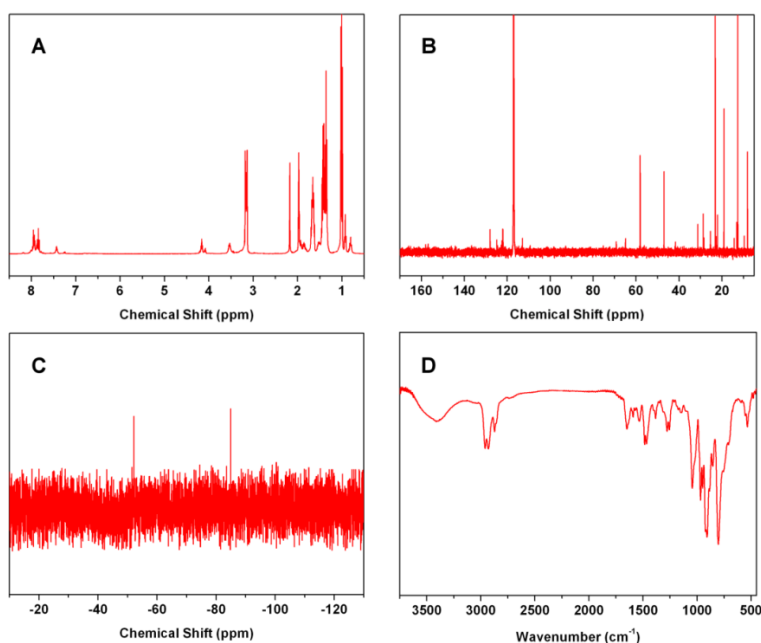 A
8 7 6 5 4 3 2 1
Chemical Shift (ppm)
B
160 140 120 100 80 60 40 20
Chemical Shift (ppm)
C
-20 -40 -60 -80 -100 -120
Chemical Shift (ppm)
D
3500 3000 2500 2000 1500 1000 500
Wavenumber (cm⁻¹)